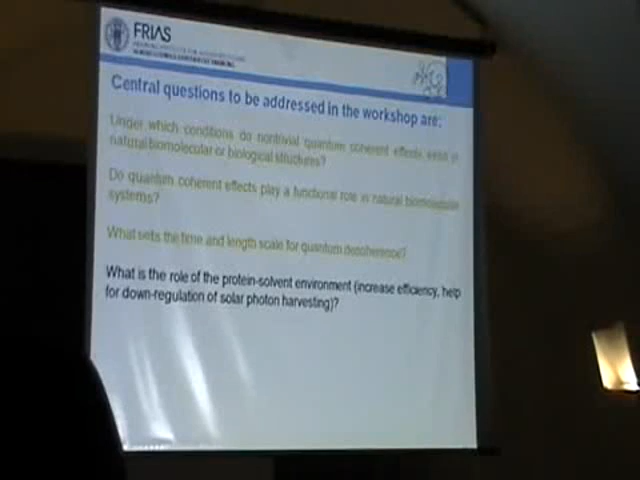 FRIAS
Central questions to be addressed in the workshop are:
Under which conditions do nontrivial quantum coherent effects exist in
natural biomolecular or biological structures?
Do quantum coherent effects play a functional role in natural biomolecular
systems?
What sets the time and length scale for quantum decoherence?
What is the role of the protein-solvent environment (increase efficiency, help
for down-regulation of solar photon harvesting)?